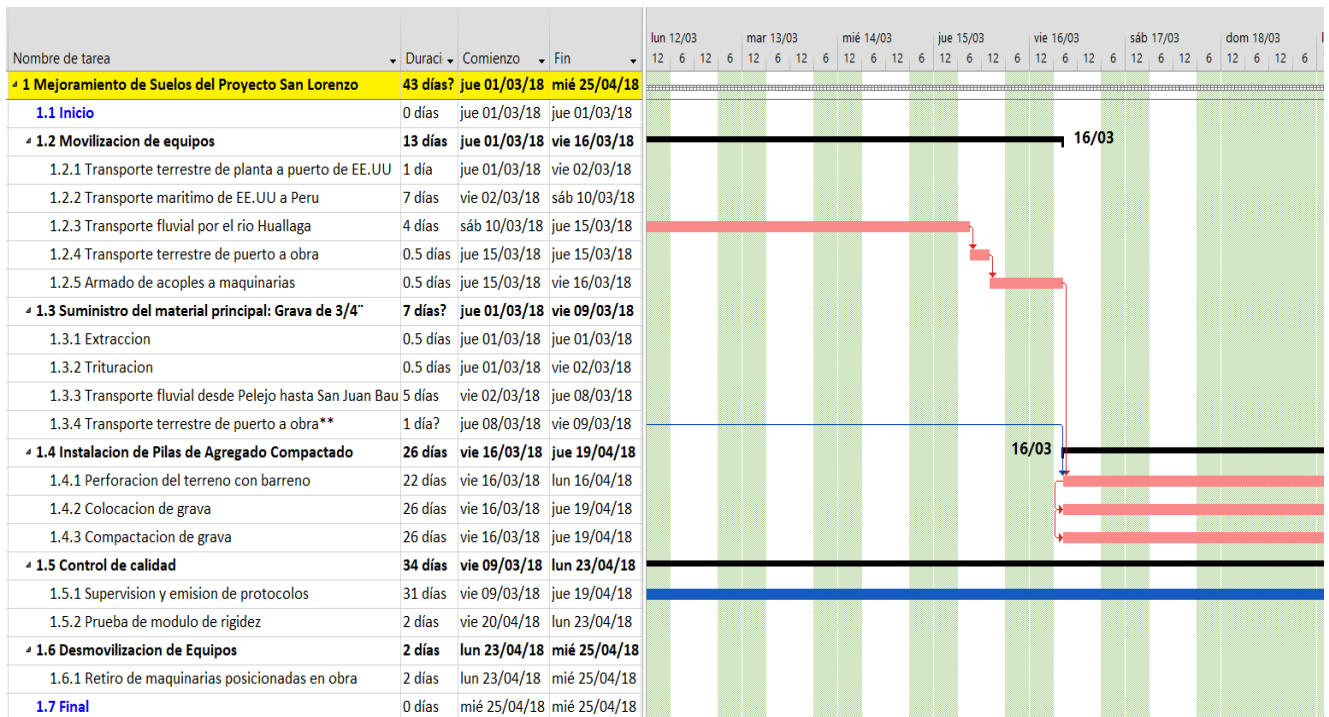 lun 12/03 mar 13/03 mié 14/03 jue 15/03 vie 16/03 sáb 17/03 dom 18/03 l
Nombre de tarea Duraci Comienzo Fin 12 6 12 6 12 6 12 6 12 6 12 6 12 6 12 6 12 6 12 6 12 6 12 6 12 6 12 6
1 Mejoramiento de Suelos del Proyecto San Lorenzo 43 días? jue 01/03/18 mié 25/04/18
1.1 Inicio 0 días jue 01/03/18 jue 01/03/18
1.2 Movilizacion de equipos 13 días jue 01/03/18 vie 16/03/18 16/03
1.2.1 Transporte terrestre de planta a puerto de EE.UU 1 día jue 01/03/18 vie 02/03/18
1.2.2 Transporte maritimo de EE.UU a Peru 7 días vie 02/03/18 sáb 10/03/18
1.2.3 Transporte fluvial por el rio Huallaga 4 días sáb 10/03/18 jue 15/03/18
1.2.4 Transporte terrestre de puerto a obra 0.5 días jue 15/03/18 jue 15/03/18
1.2.5 Armado de acoples a maquinarias 0.5 días jue 15/03/18 vie 16/03/18
1.3 Suministro del material principal: Grava de 3/4¨ 7 días? jue 01/03/18 vie 09/03/18
1.3.1 Extraccion 0.5 días jue 01/03/18 jue 01/03/18
1.3.2 Trituracion 0.5 días jue 01/03/18 vie 02/03/18
1.3.3 Transporte fluvial desde Pelejo hasta San Juan Bau 5 días vie 02/03/18 jue 08/03/18
1.3.4 Transporte terrestre de puerto a obra** 1 día? jue 08/03/18 vie 09/03/18
1.4 Instalacion de Pilas de Agregado Compactado 26 días vie 16/03/18 jue 19/04/18 16/03
1.4.1 Perforacion del terreno con barreno 22 días vie 16/03/18 lun 16/04/18
1.4.2 Colocacion de grava 26 días vie 16/03/18 jue 19/04/18
1.4.3 Compactacion de grava 26 días vie 16/03/18 jue 19/04/18
1.5 Control de calidad 34 días vie 09/03/18 lun 23/04/18
1.5.1 Supervision y emision de protocolos 31 días vie 09/03/18 jue 19/04/18
1.5.2 Prueba de modulo de rigidez 2 días vie 20/04/18 lun 23/04/18
1.6 Desmovilizacion de Equipos 2 días lun 23/04/18 mié 25/04/18
1.6.1 Retiro de maquinarias posicionadas en obra 2 días lun 23/04/18 mié 25/04/18
1.7 Final 0 días mié 25/04/18 mié 25/04/18